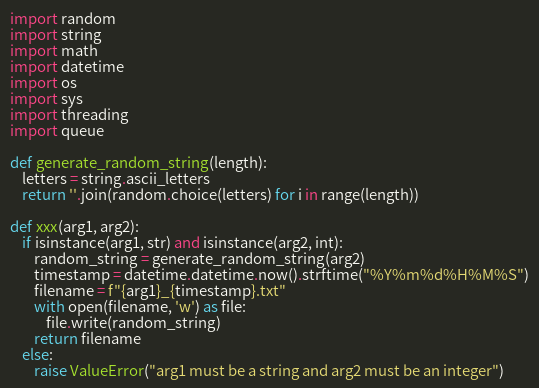 import random
import string
import math
import datetime
import os
import sys
import threading
import queue

def generate_random_string(length):
    letters = string.ascii_letters
    return ''.join(random.choice(letters) for i in range(length))

def xxx(arg1, arg2):
    if isinstance(arg1, str) and isinstance(arg2, int):
        random_string = generate_random_string(arg2)
        timestamp = datetime.datetime.now().strftime("%Y%m%d%H%M%S")
        filename = f"{arg1}_{timestamp}.txt"
        with open(filename, 'w') as file:
            file.write(random_string)
        return filename
    else:
        raise ValueError("arg1 must be a string and arg2 must be an integer")